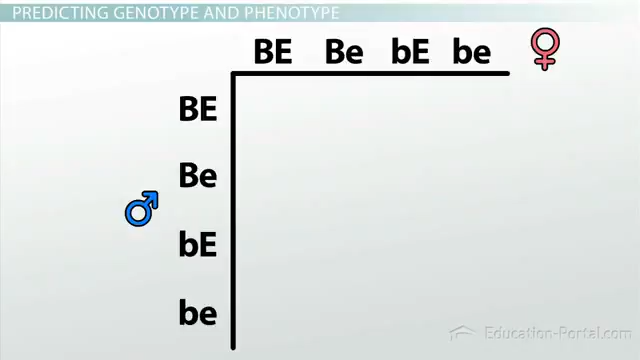 PREDICTING GENOTYPE AND PHENOTYPE
BE Be bE be
BE
Be
bE
be
Education-Portal.com